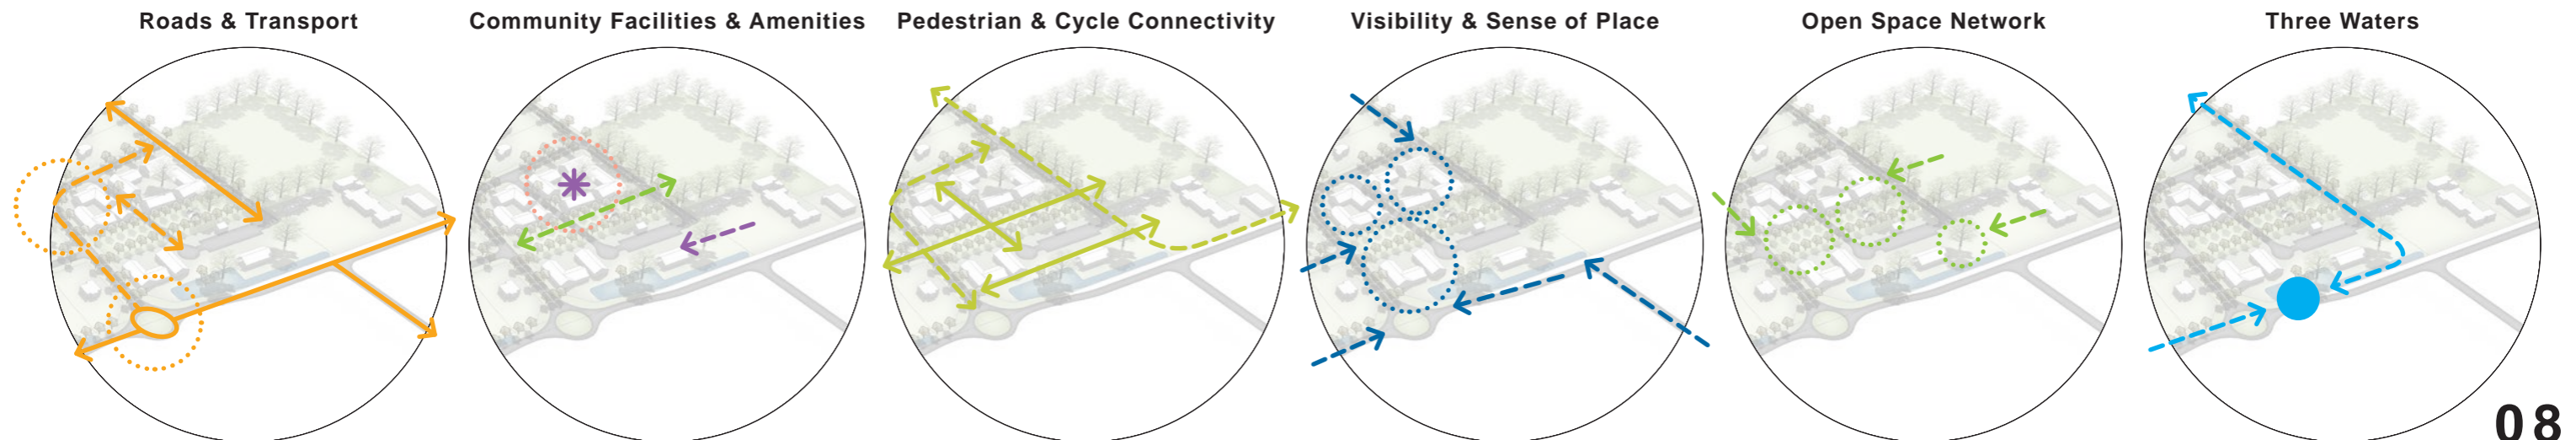 Roads & Transport
Community Facilities & Amenities
Pedestrian & Cycle Connectivity
Visibility & Sense of Place
Open Space Network
Three Waters
08